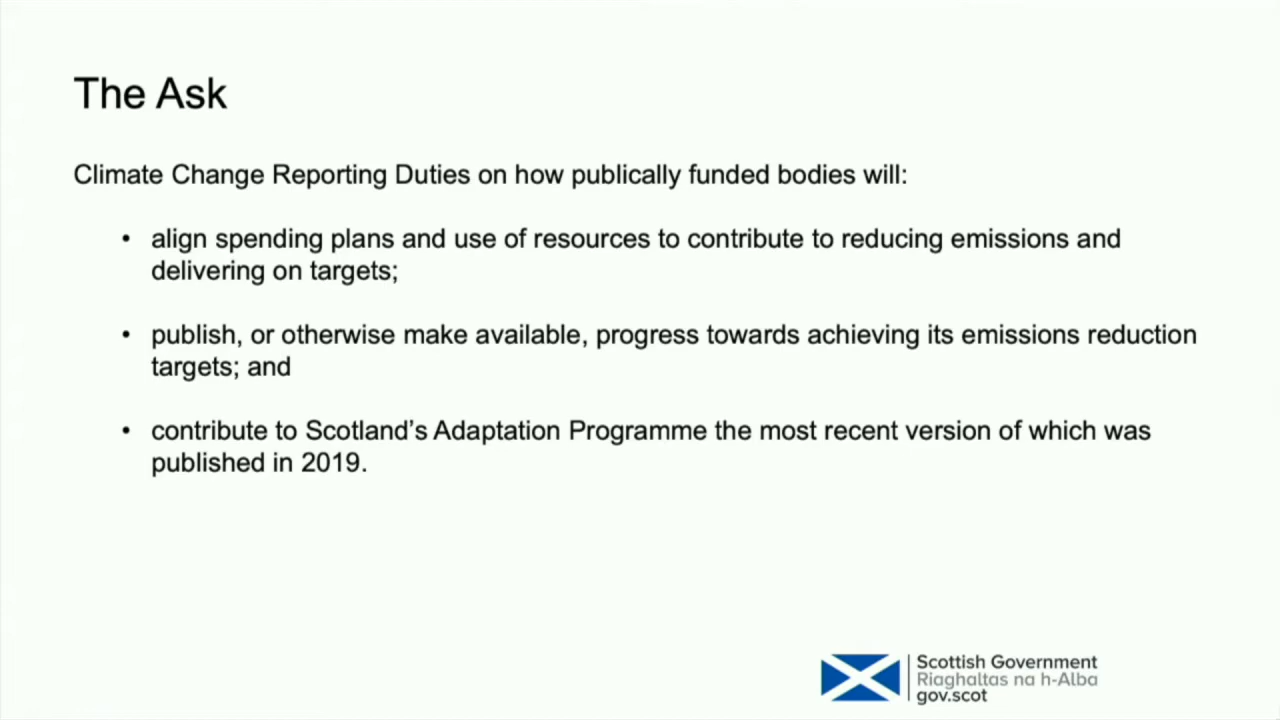 The Ask
Climate Change Reporting Duties on how publically funded bodies will:
• align spending plans and use of resources to contribute to reducing emissions and
delivering on targets;
• publish, or otherwise make available, progress towards achieving its emissions reduction
targets; and
• contribute to Scotland’s Adaptation Programme the most recent version of which was
published in 2019.
Scottish Government
Riaghaltas na h-Alba
gov.scot